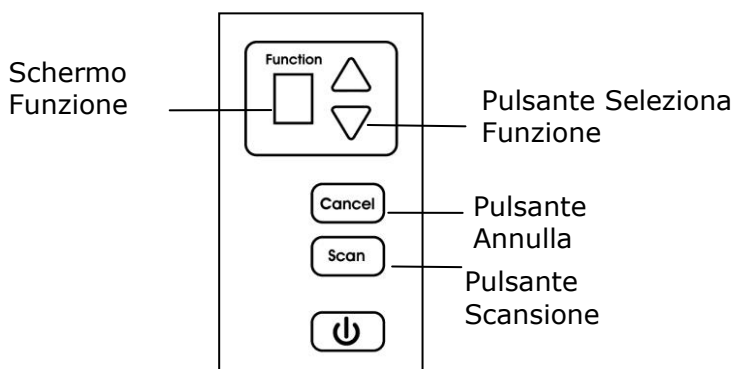 Function
Schermo
Funzione
Pulsante Seleziona
Funzione
Cancel
Pulsante
Annulla
Scan
Pulsante
Scansione